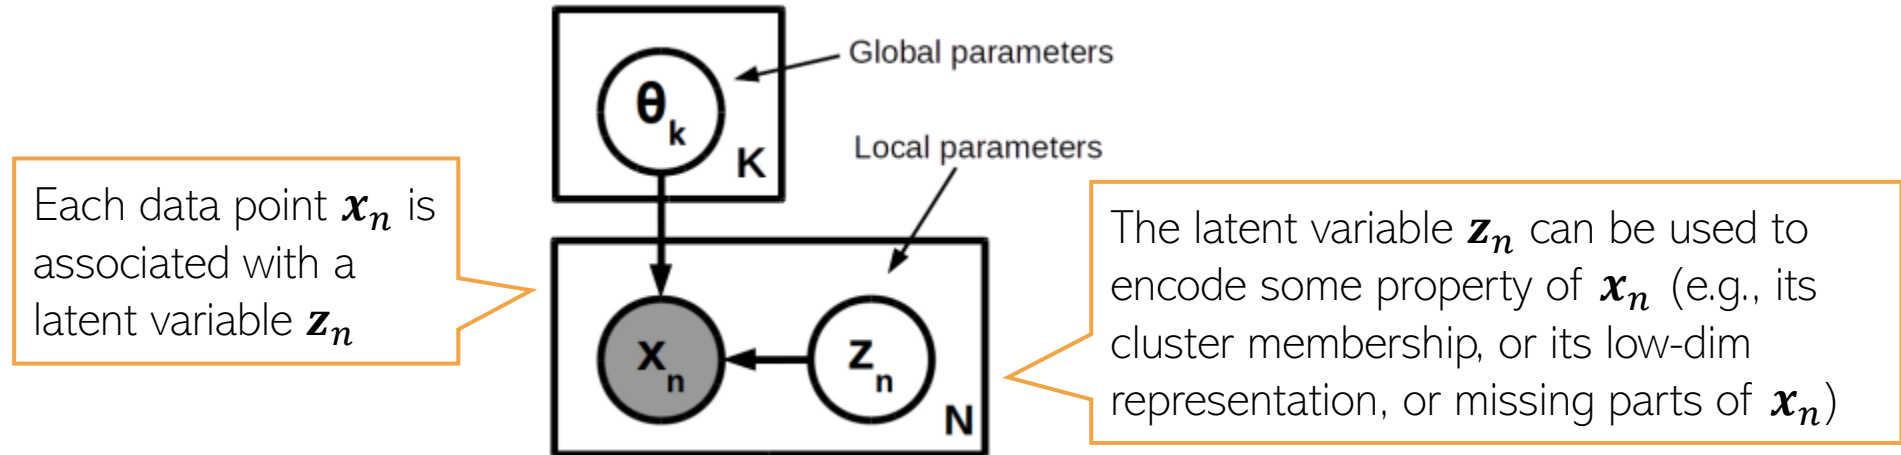 Global parameters
θk
K
Local parameters
Each data point xn is
associated with a
latent variable zn
xn
zn
N
The latent variable zn can be used to
encode some property of xn (e.g., its
cluster membership, or its low-dim
representation, or missing parts of xn)